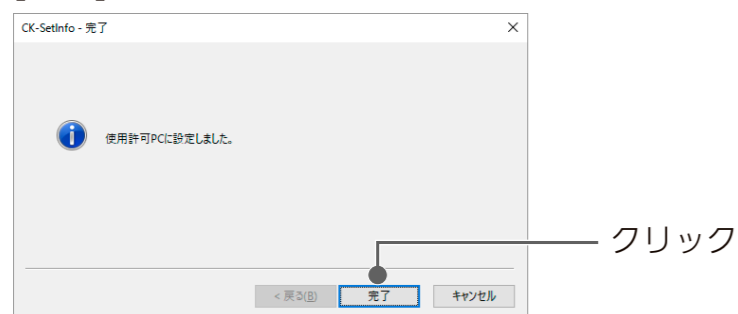 CK-SetInfo - 完了
使用許可PCに設定しました。
クリック
< 戻る(B)
完了
キャンセル